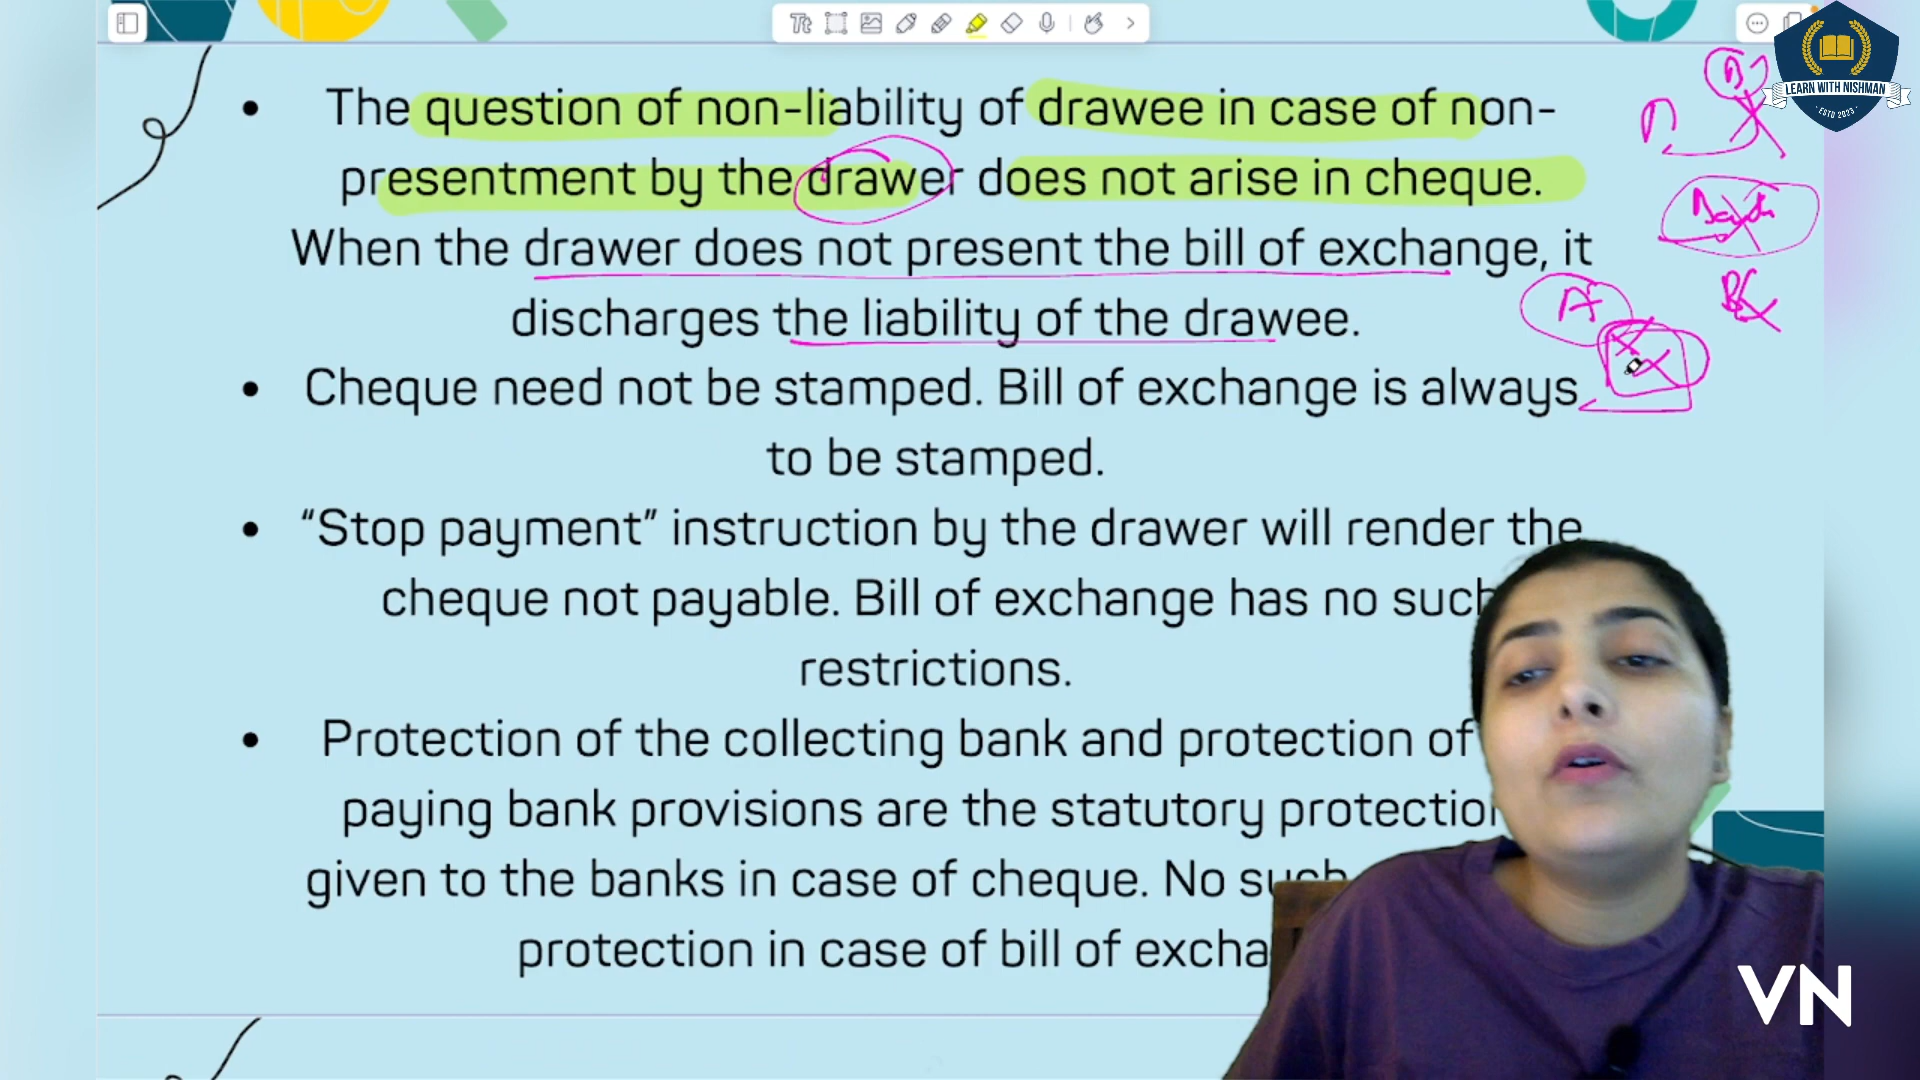 Tt
LEARN WITH NISHMAN
ESTD 2023
• The question of non-liability of drawee in case of non-
presentment by the drawer does not arise in cheque.
When the drawer does not present the bill of exchange, it
discharges the liability of the drawee.
• Cheque need not be stamped. Bill of exchange is always
to be stamped.
• “Stop payment” instruction by the drawer will render the
cheque not payable. Bill of exchange has no such
restrictions.
• Protection of the collecting bank and protection of
paying bank provisions are the statutory protectio
given to the banks in case of cheque. No such
protection in case of bill of excha
A
VN